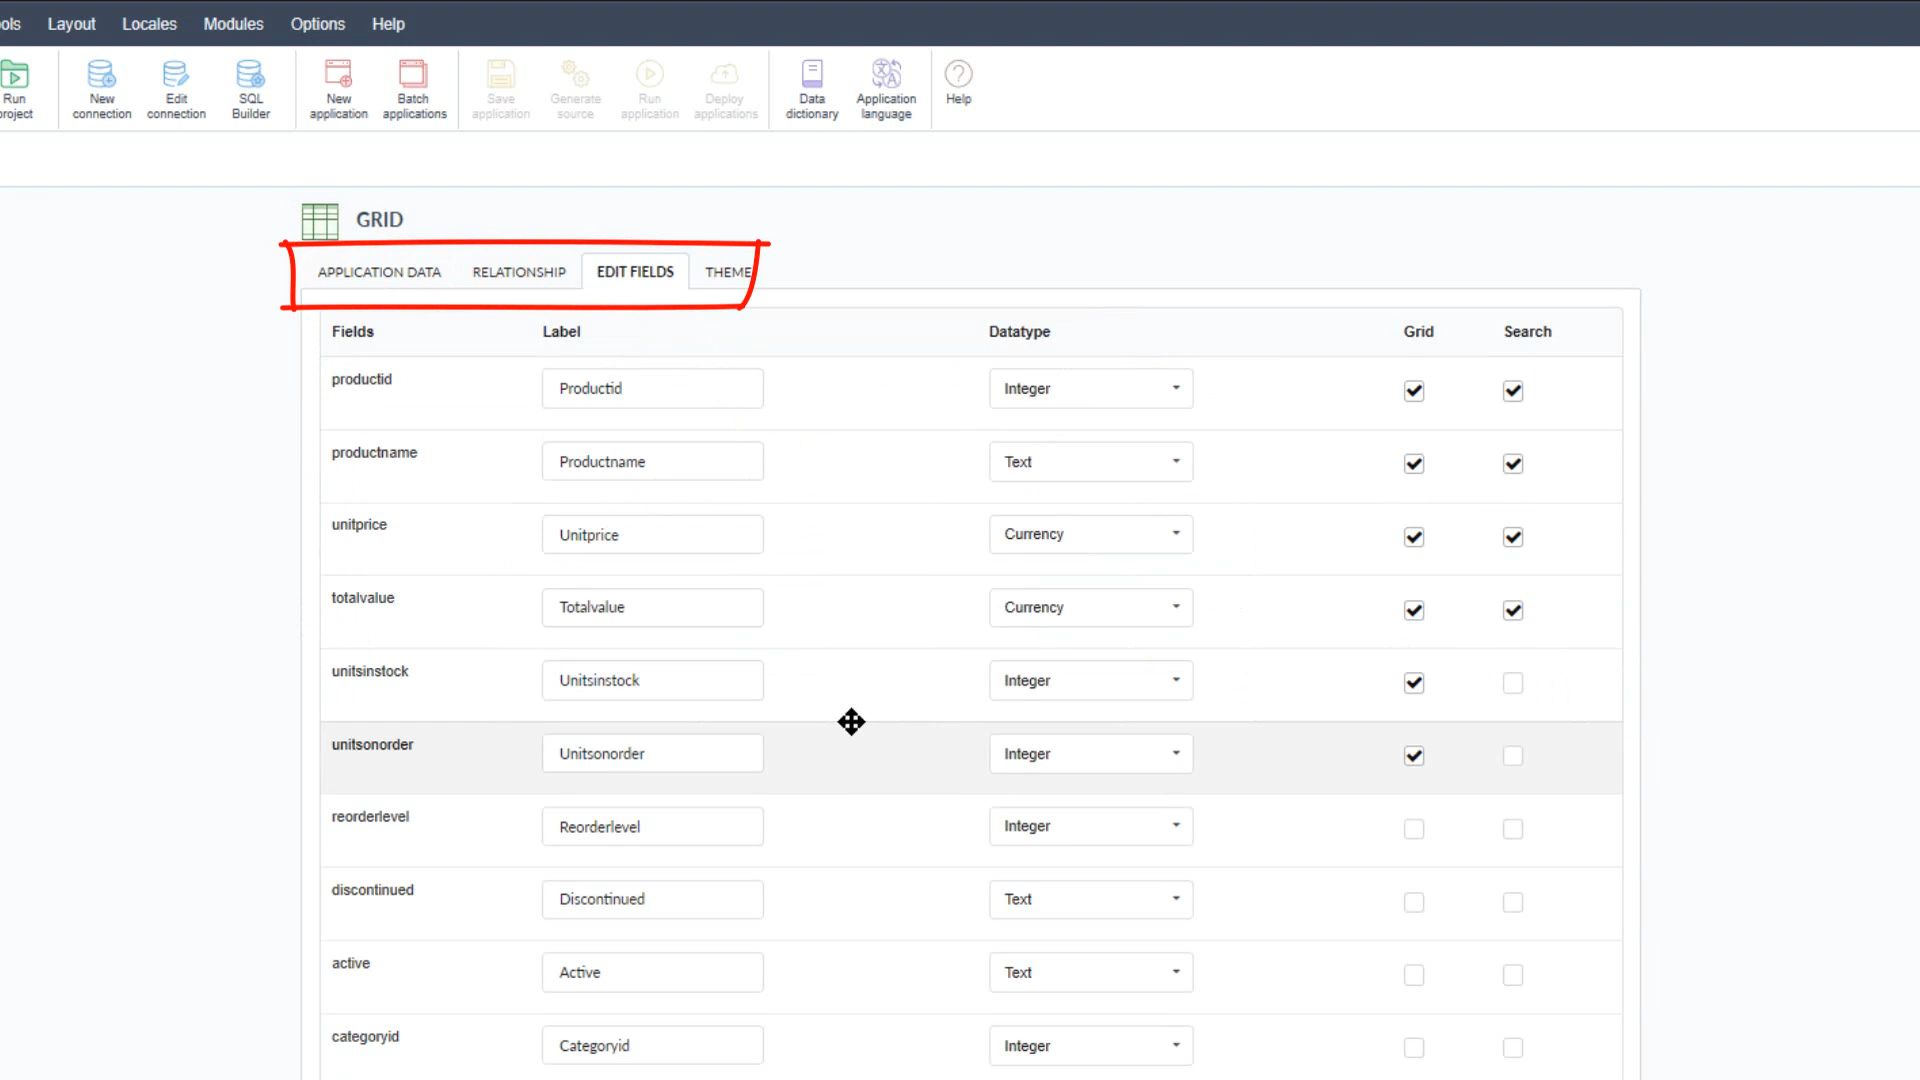 ols Layout Locales Modules Options Help
Run
project
New
connection
Edit
connection
SQL
Builder
New
application
Batch
applications
Save
application
Generate
source
Run
application
Deploy
applications
Data
dictionary
Application
language
Help
GRID
APPLICATION DATA RELATIONSHIP EDIT FIELDS THEME
Fields Label Datatype Grid Search
productid Productid Integer
productname Productname Text
unitprice Unitprice Currency
totalvalue Totalvalue Currency
unitsinstock Unitsinstock Integer
unitsonorder Unitsonorder Integer
reorderlevel Reorderlevel Integer
discontinued Discontinued Text
active Active Text
categoryid Categoryid Integer